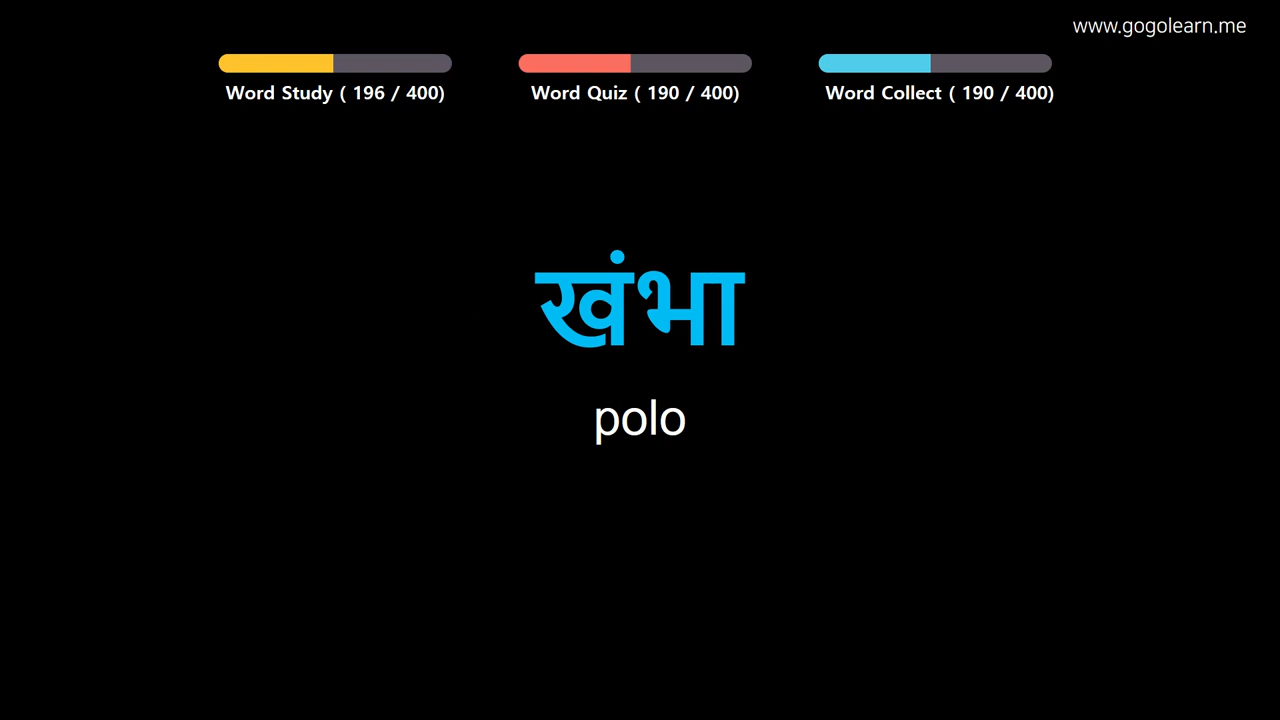 www.gogolearn.me
Word Study ( 196 / 400)
Word Quiz ( 190 / 400)
Word Collect ( 190 / 400)
खंभा
polo